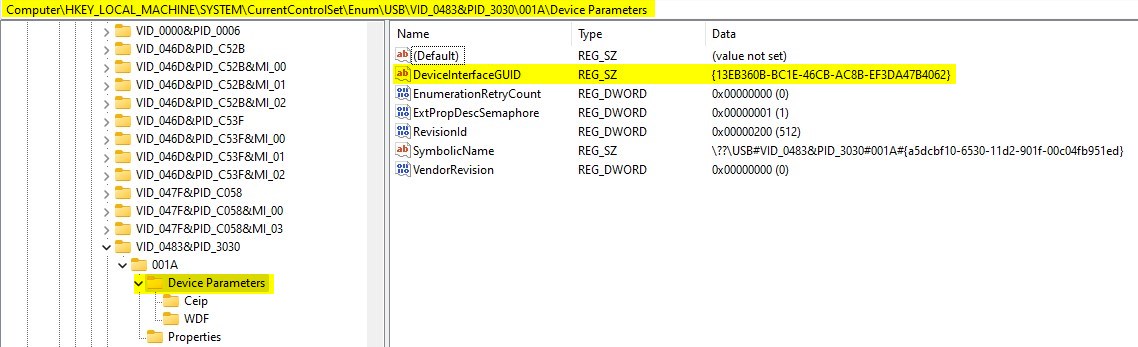 Computer\HKEY_LOCAL_MACHINE\SYSTEM\CurrentControlSet\Enum\USB\VID_0483&PID_3030\001A\Device Parameters
VID_0000&PID_0006
VID_046D&PID_C52B
VID_046D&PID_C52B&MI_00
VID_046D&PID_C52B&MI_01
VID_046D&PID_C52B&MI_02
VID_046D&PID_C53F
VID_046D&PID_C53F&MI_00
VID_046D&PID_C53F&MI_01
VID_046D&PID_C53F&MI_02
VID_047F&PID_C058
VID_047F&PID_C058&MI_00
VID_047F&PID_C058&MI_03
VID_0483&PID_3030
001A
Device Parameters
Ceip
WDF
Properties
Name Type Data
ab (Default) REG_SZ (value not set)
ab DeviceInterfaceGUID REG_SZ {13EB360B-BC1E-46CB-AC8B-EF3DA47B4062}
EnumerationRetryCount REG_DWORD 0x00000000 (0)
ExtPropDescSemaphore REG_DWORD 0x00000001 (1)
RevisionId REG_DWORD 0x00000200 (512)
ab SymbolicName REG_SZ \??\USB#VID_0483&PID_3030#001A#{a5dcbf10-6530-11d2-901f-00c04fb951ed}
VendorRevision REG_DWORD 0x00000000 (0)